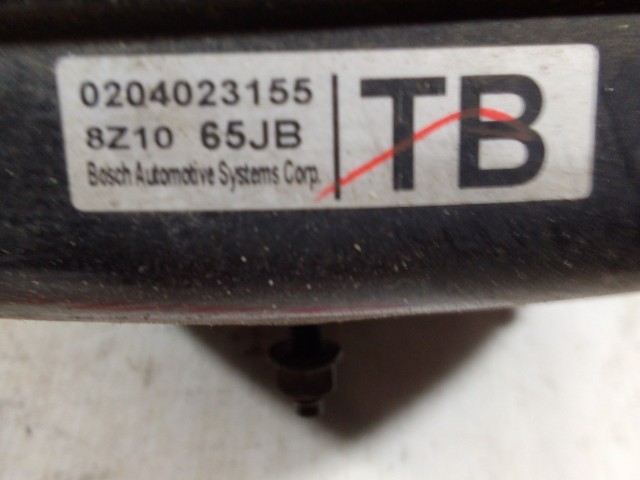 0204023155
8Z10 65JB
Bosch Automotive Systems Corp.
TB